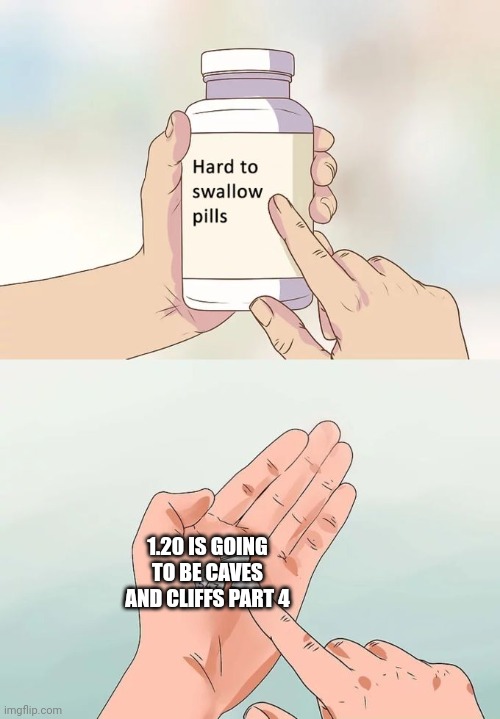 Hard to
swallow
pills
1.20 IS GOING
TO BE CAVES
AND CLIFFS PART 4
imgflip.com